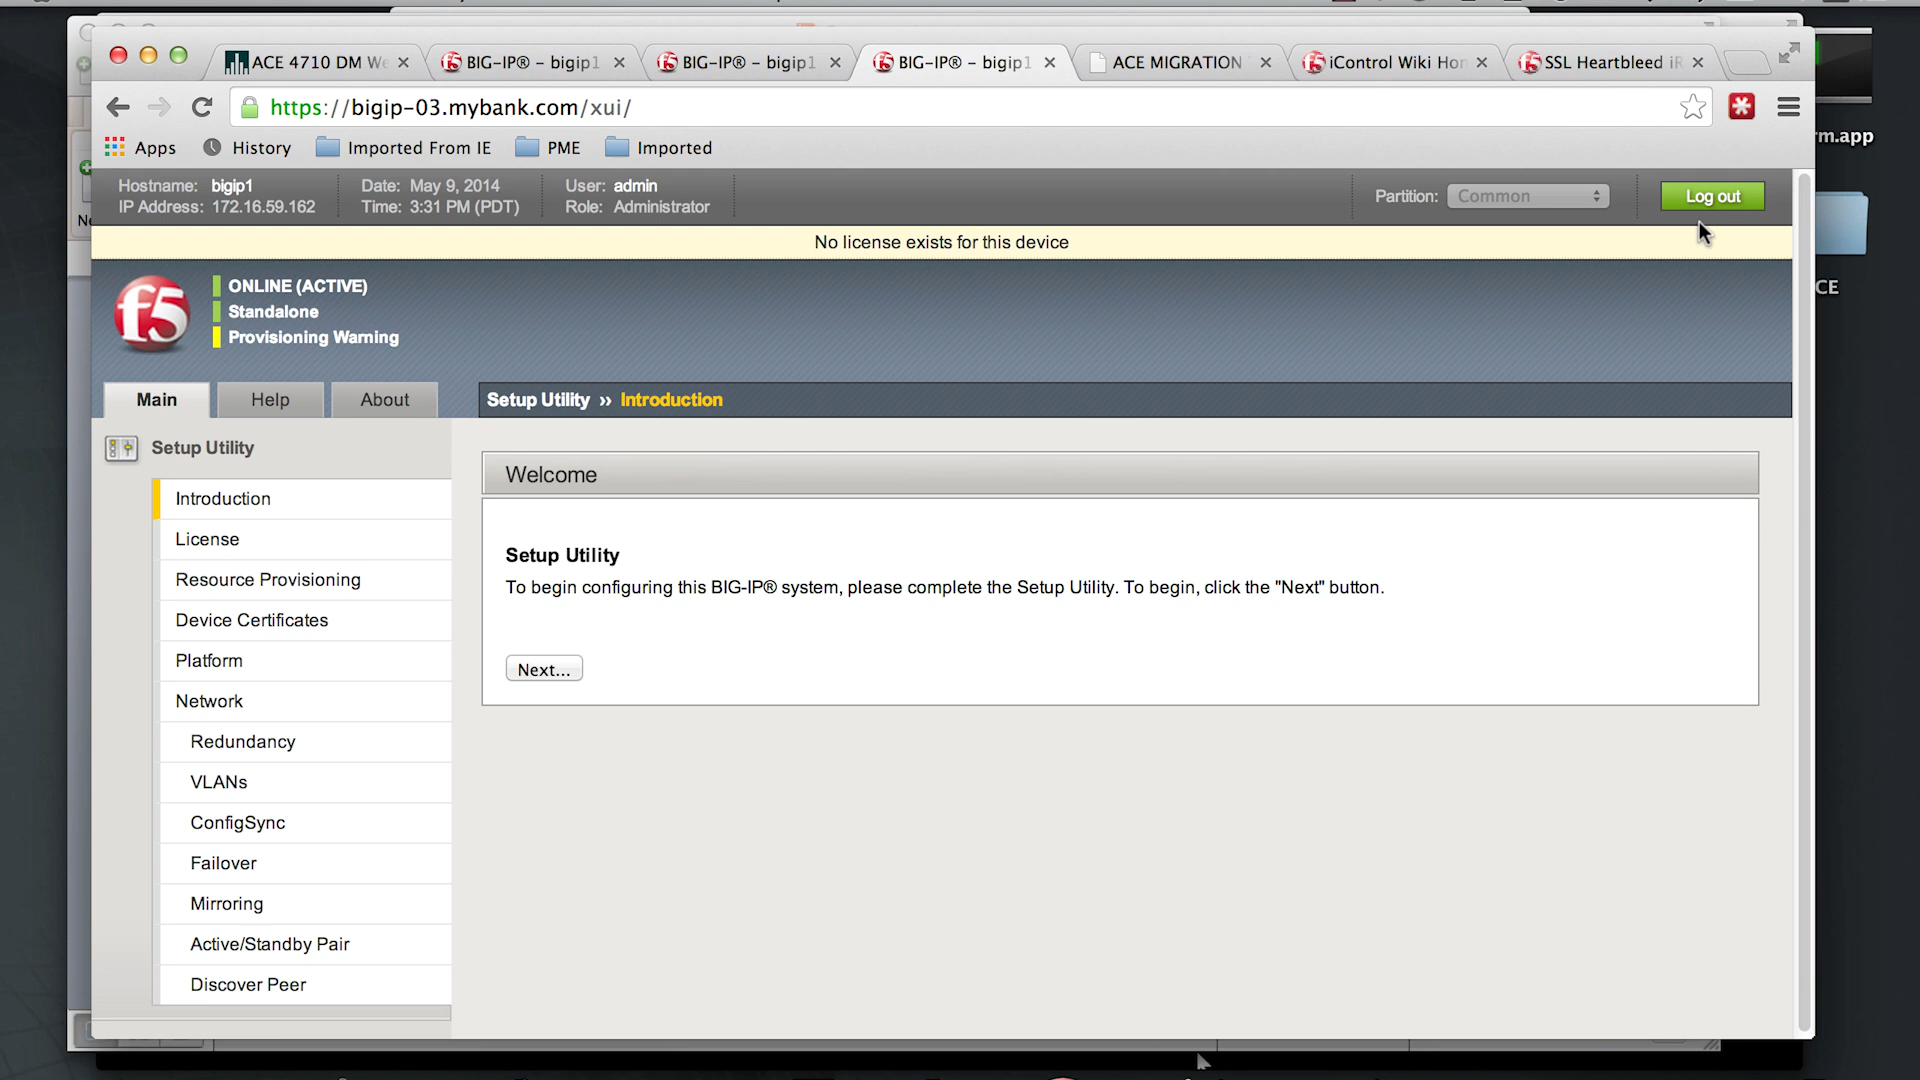 ACE 4710 DM We
BIG-IP® – bigip1
BIG-IP® – bigip1
BIG-IP® – bigip1
ACE MIGRATION
iControl Wiki Hom
SSL Heartbleed iR
https://bigip-03.mybank.com/xui/
Apps
History
Imported From IE
PME
Imported
rm.app
Hostname: bigip1
IP Address: 172.16.59.162
Date: May 9, 2014
Time: 3:31 PM (PDT)
User: admin
Role: Administrator
Partition: Common
Log out
Ne
No license exists for this device
f5
ONLINE (ACTIVE)
Standalone
Provisioning Warning
CE
Main
Help
About
Setup Utility ›› Introduction
Setup Utility
Introduction
License
Resource Provisioning
Device Certificates
Platform
Network
Redundancy
VLANs
ConfigSync
Failover
Mirroring
Active/Standby Pair
Discover Peer
Welcome
Setup Utility
To begin configuring this BIG-IP® system, please complete the Setup Utility. To begin, click the "Next" button.
Next...